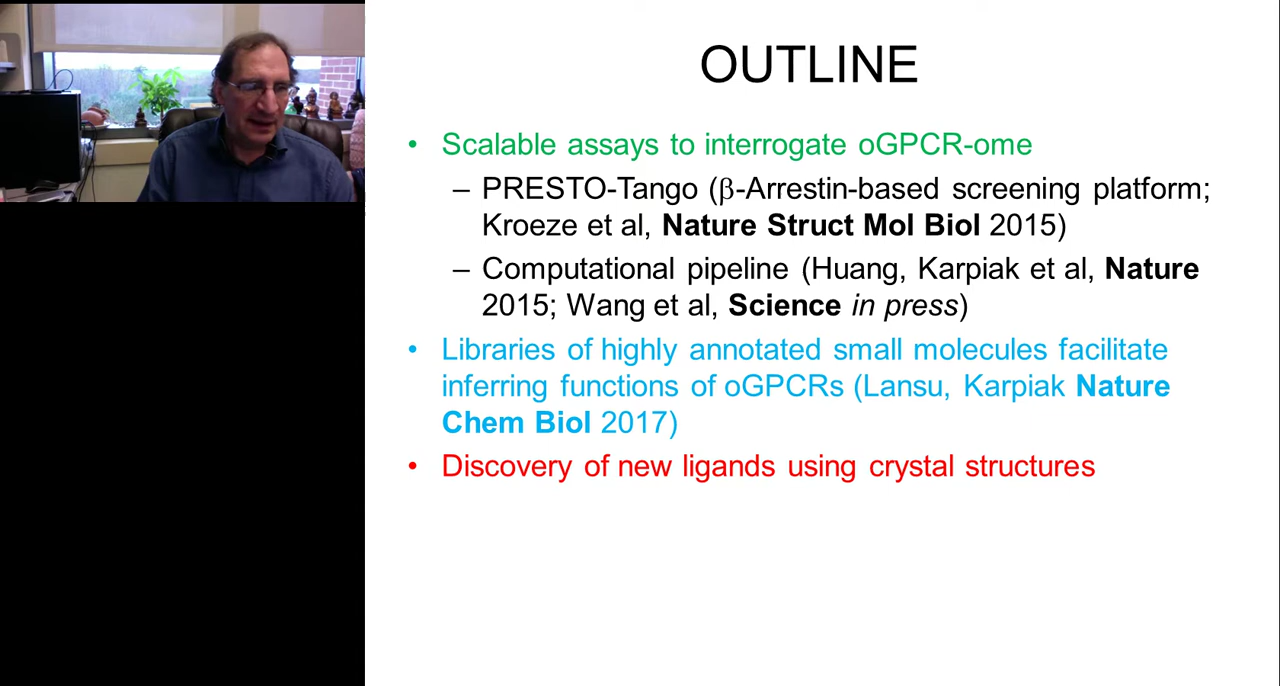 OUTLINE
• Scalable assays to interrogate oGPCR-ome
– PRESTO-Tango (β-Arrestin-based screening platform;
Kroeze et al, Nature Struct Mol Biol 2015)
– Computational pipeline (Huang, Karpiak et al, Nature
2015; Wang et al, Science in press)
• Libraries of highly annotated small molecules facilitate
inferring functions of oGPCRs (Lansu, Karpiak Nature
Chem Biol 2017)
• Discovery of new ligands using crystal structures